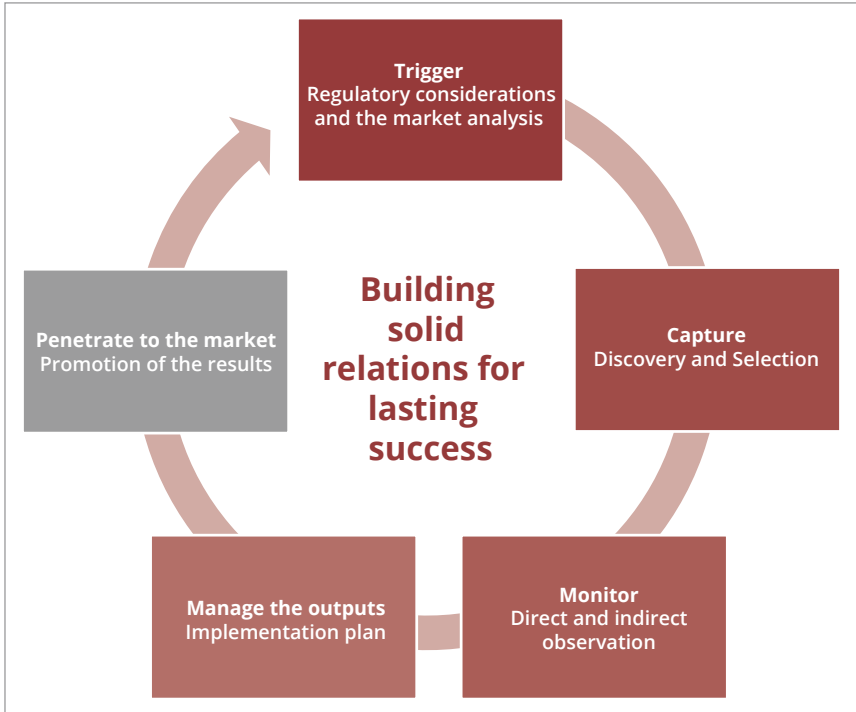 Trigger
Regulatory considerations
and the market analysis
Capture
Discovery and Selection
Monitor
Direct and indirect
observation
Manage the outputs
Implementation plan
Penetrate to the market
Promotion of the results
Building
solid
relations for
lasting
success